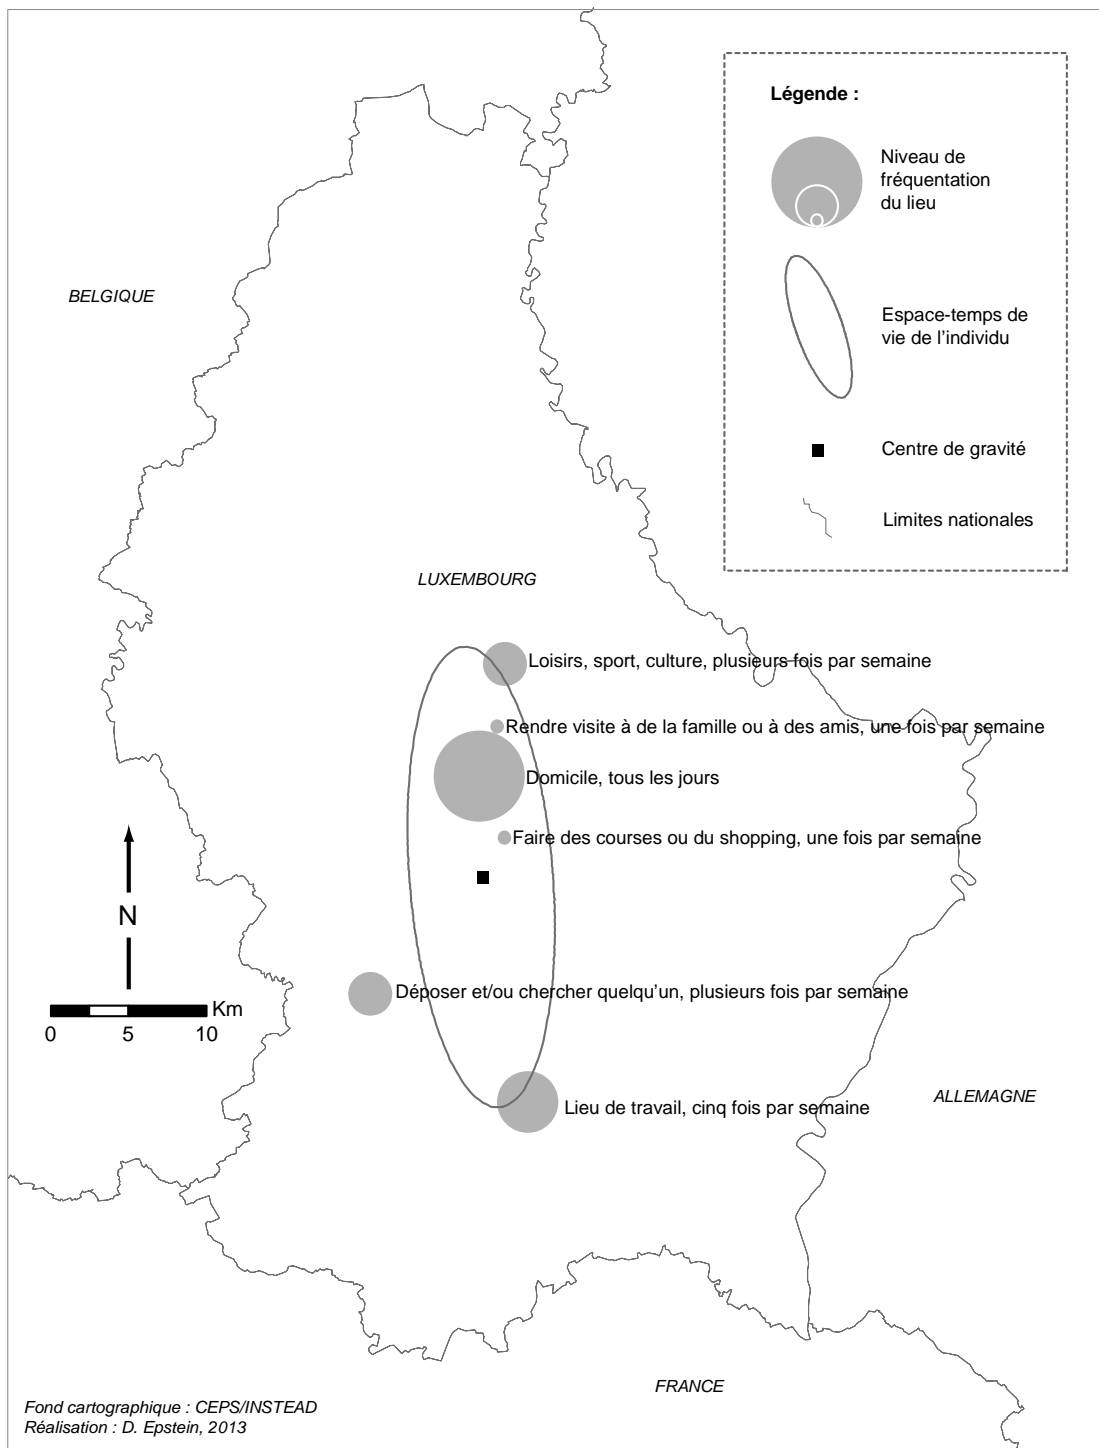 Légende :
Niveau de
fréquentation
du lieu
BELGIQUE
Espace-temps de
vie de l'individu
Centre de gravité
Limites nationales
LUXEMBOURG
Loisirs, sport, culture, plusieurs fois par semaine
Rendre visite à de la famille ou à des amis, une fois par semaine
Domicile, tous les jours
Faire des courses ou du shopping, une fois par semaine
N
Déposer et/ou chercher quelqu'un, plusieurs fois par semaine
Km
0 5 10
ALLEMAGNE
Lieu de travail, cinq fois par semaine
FRANCE
Fond cartographique : CEPS/INSTEAD
Réalisation : D. Epstein, 2013